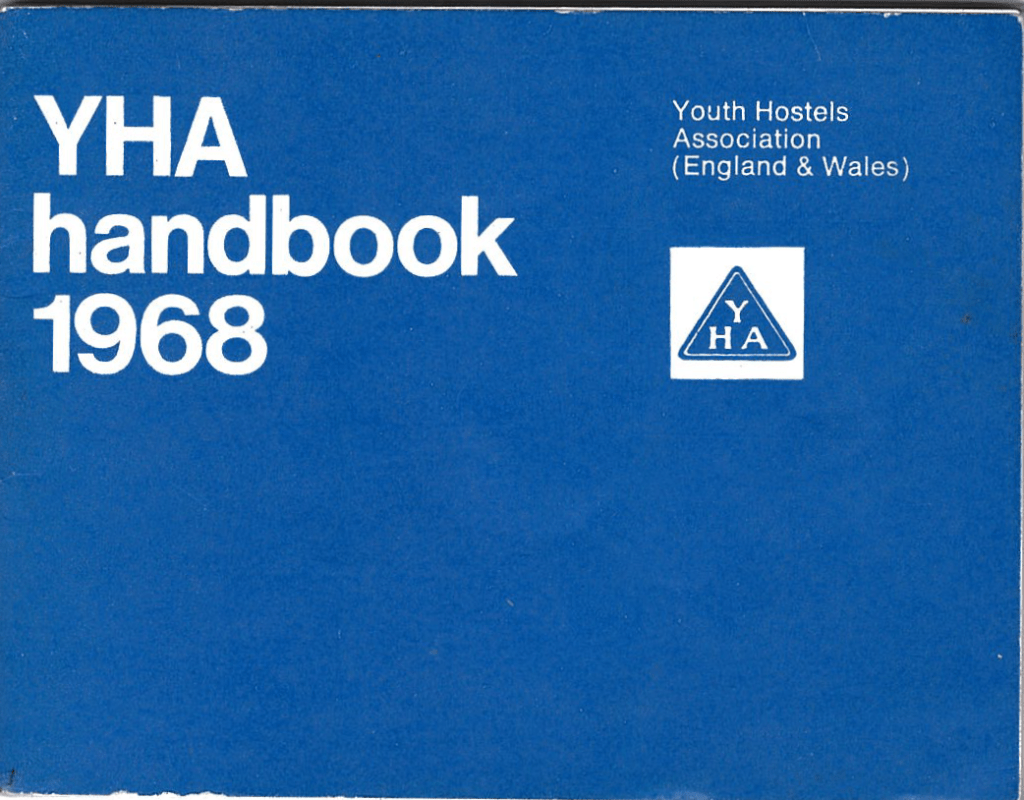 YHA
handbook
1968
Youth Hostels
Association
(England & Wales)
Y
HA